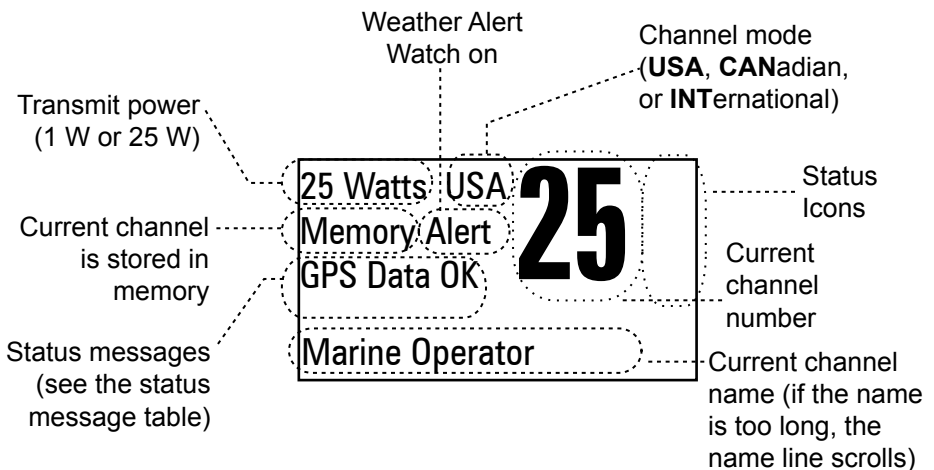 Weather Alert
Watch on
Channel mode
(USA, CANadian,
or INTernational)
Transmit power
(1 W or 25 W)
25 Watts USA
25
Status
Icons
Current channel
is stored in
memory
Memory Alert
GPS Data OK
Current
channel
number
Status messages
(see the status
message table)
Marine Operator
Current channel
name (if the name
is too long, the
name line scrolls)